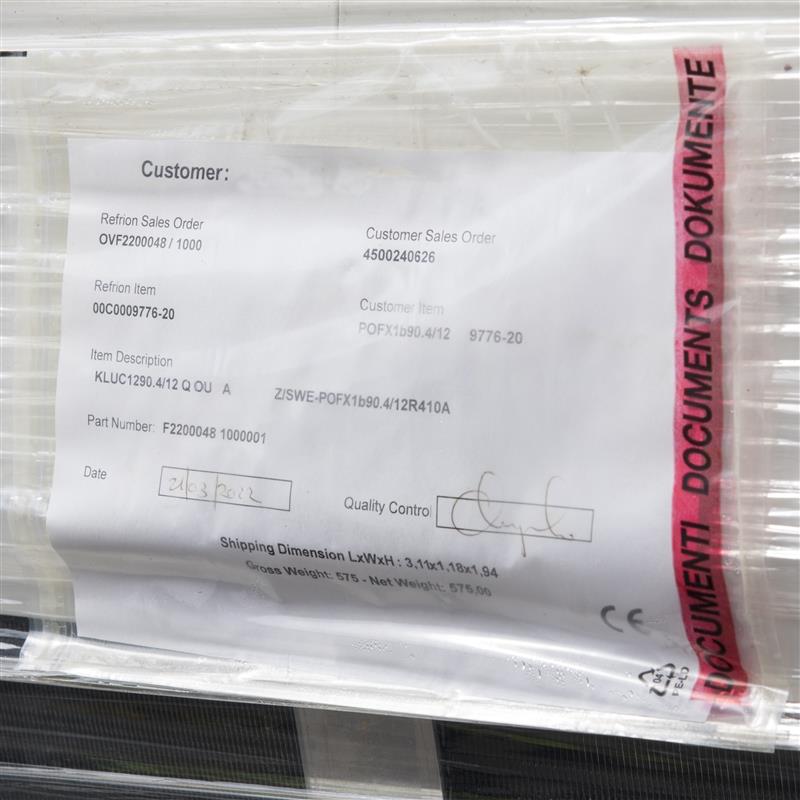 Customer:
Refrion Sales Order
OVF2200048 / 1000
Customer Sales Order
4500240626
Refrion Item
00C0009776-20
Customer Item
POFX1b90.4/12 9776-20
Item Description
KLUC1290.4/12 Q OU A Z/SWE-POFX1b90.4/12R410A
Part Number: F2200048 1000001
Date 21/03/2022
Quality Control
Shipping Dimension LxWxH : 3,11x1,18x1,94
Gross Weight: 575 - Net Weight: 575,00
CE
04
PE-LD
DOCUMENTI DOCUMENTS DOKUMENTE